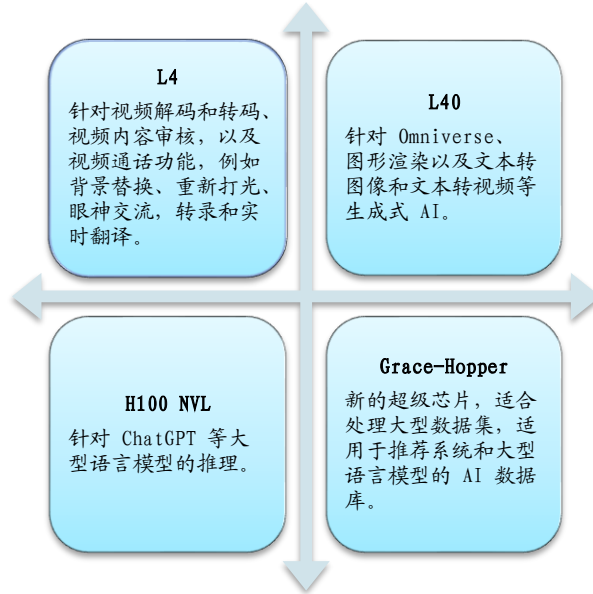 L4
针对视频解码和转码、
视频内容审核，以及
视频通话功能，例如
背景替换、重新打光、
眼神交流，转录和实
时翻译。
L40
针对 Omniverse、
图形渲染以及文本转
图像和文本转视频等
生成式 AI。
H100 NVL
针对 ChatGPT 等大
型语言模型的推理。
Grace-Hopper
新的超级芯片，适合
处理大型数据集，适
用于推荐系统和大型
语言模型的 AI 数据
库。